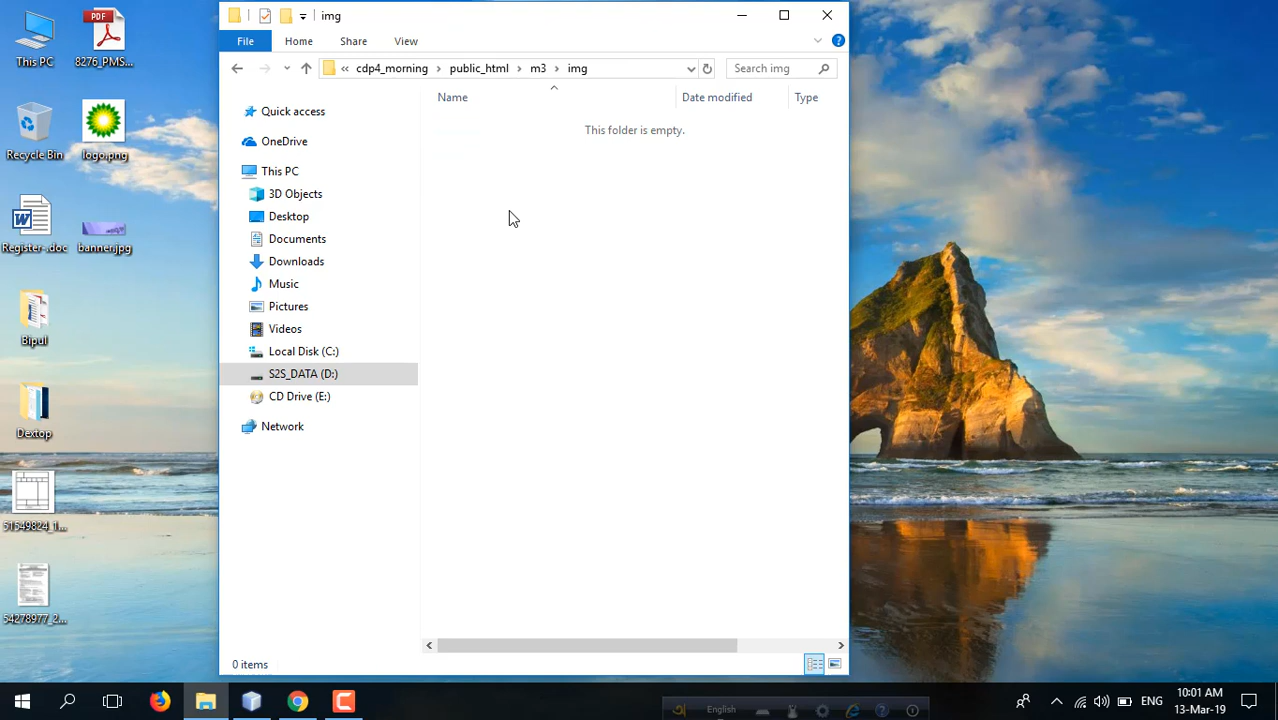 This PC
PDF
8276_PMS...
Recycle Bin
logo.png
Register-.doc
banner.jpg
Bipul
Dextop
51549824_1...
54278977_2...
img
File
Home
Share
View
cdp4_morning
public_html
m3
img
Search img
Quick access
OneDrive
This PC
3D Objects
Desktop
Documents
Downloads
Music
Pictures
Videos
Local Disk (C:)
S2S_DATA (D:)
CD Drive (E:)
Network
Name
Date modified
Type
This folder is empty.
0 items
English
ENG
10:01 AM
13-Mar-19